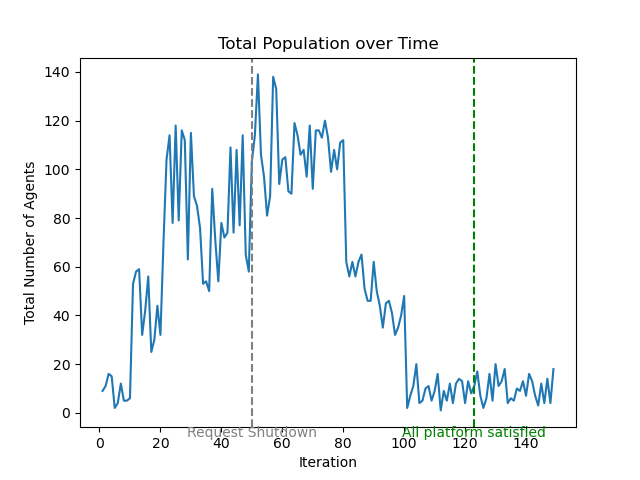 Total Population over Time
Total Number of Agents
140
120
100
80
60
40
20
0
Request Shutdown
All platform satisfied
0 20 40 60 80 100 120 140
Iteration